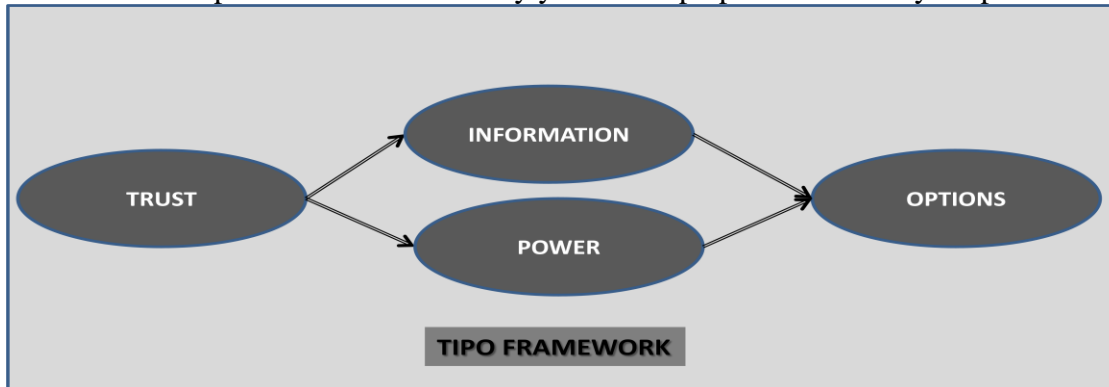 INFORMATION
TRUST
OPTIONS
POWER
TIPO FRAMEWORK